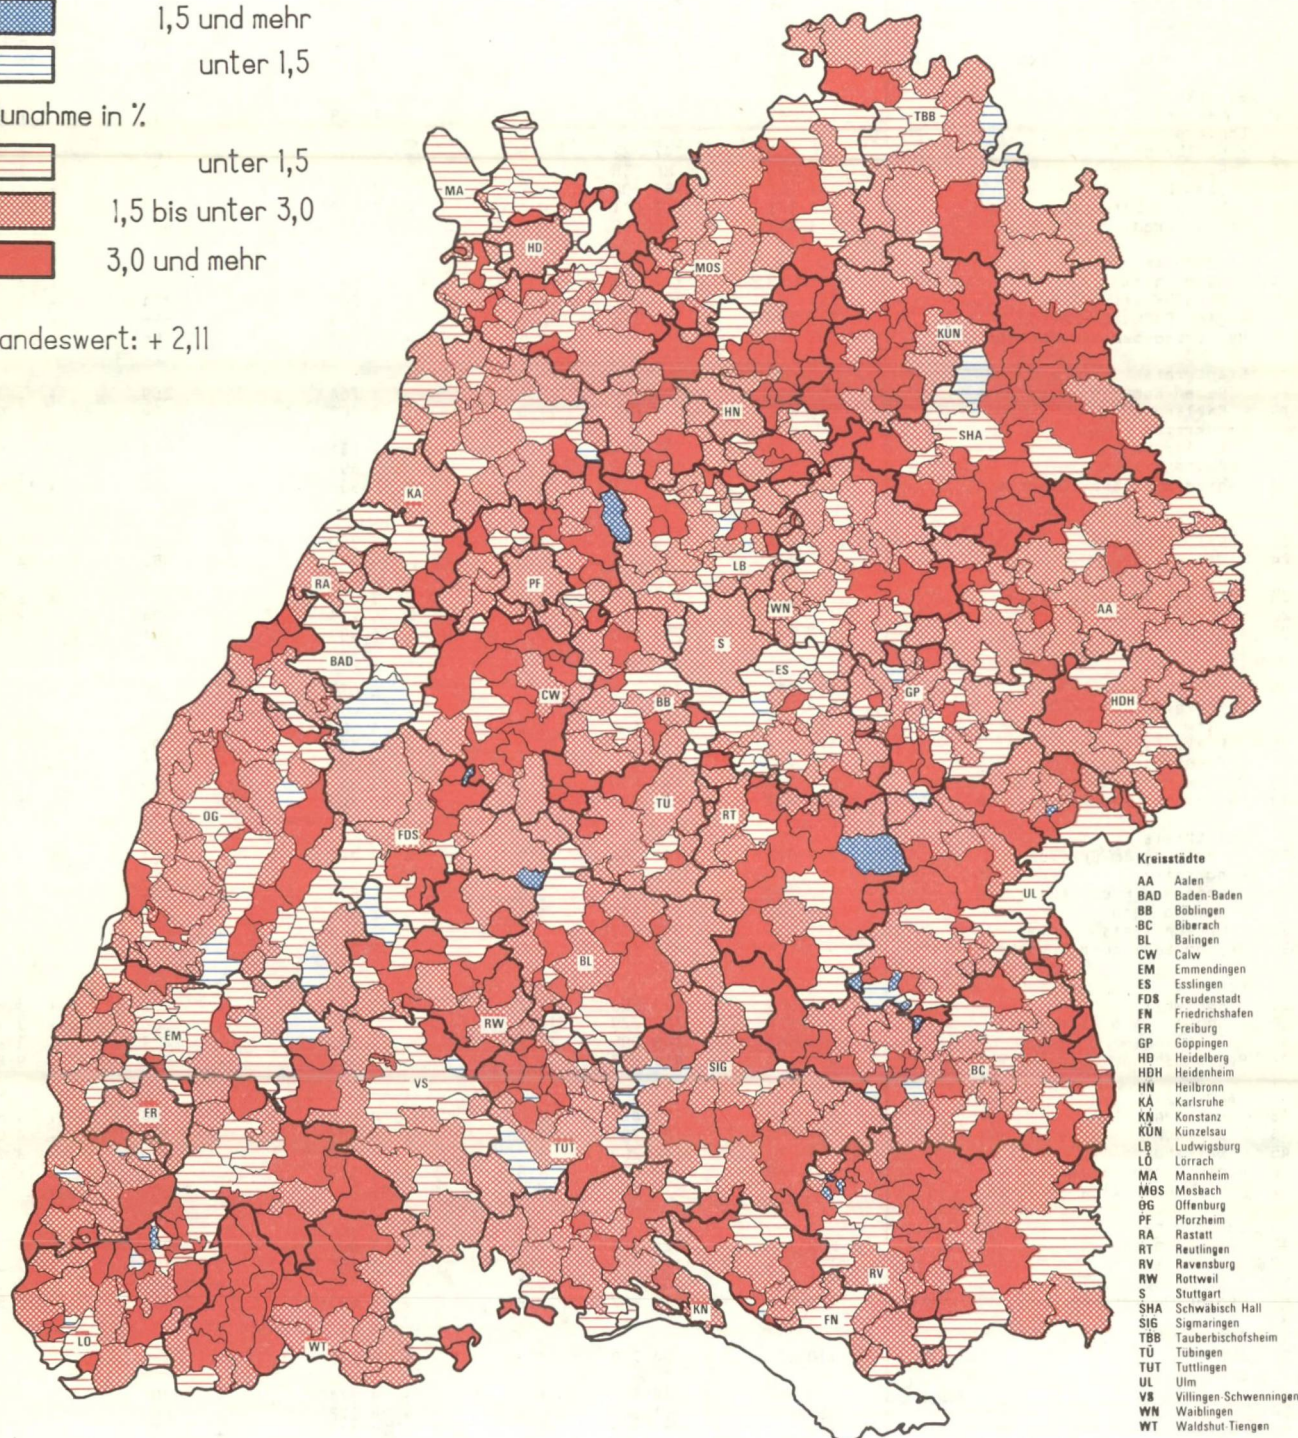 1,5 und mehr
unter 1,5
unahme in %
unter 1,5
1,5 bis unter 3,0
3,0 und mehr
andeswert: + 2,11
TBB
MA
HD
MOS
KÜN
HN
SHA
KA
LB
RA
PF
WN
AA
S
BAD
ES
CW
BB
GP
HDH
OG
TÜ
RT
FDS
UL
BL
EM
RW
VS
SIG
BC
FR
TUT
RV
KN
FN
LÖ
WT
Kreisstädte
AA Aalen
BAD Baden-Baden
BB Böblingen
BC Biberach
BL Balingen
CW Calw
EM Emmendingen
ES Esslingen
FDS Freudenstadt
FN Friedrichshafen
FR Freiburg
GP Göppingen
HD Heidelberg
HDH Heidenheim
HN Heilbronn
KA Karlsruhe
KN Konstanz
KÜN Künzelsau
LB Ludwigsburg
LÖ Lörrach
MA Mannheim
MOS Mosbach
OG Offenburg
PF Pforzheim
RA Rastatt
RT Reutlingen
RV Ravensburg
RW Rottweil
S Stuttgart
SHA Schwäbisch Hall
SIG Sigmaringen
TBB Tauberbischofsheim
TÜ Tübingen
TUT Tuttlingen
UL Ulm
VS Villingen-Schwenningen
WN Waiblingen
WT Waldshut-Tiengen